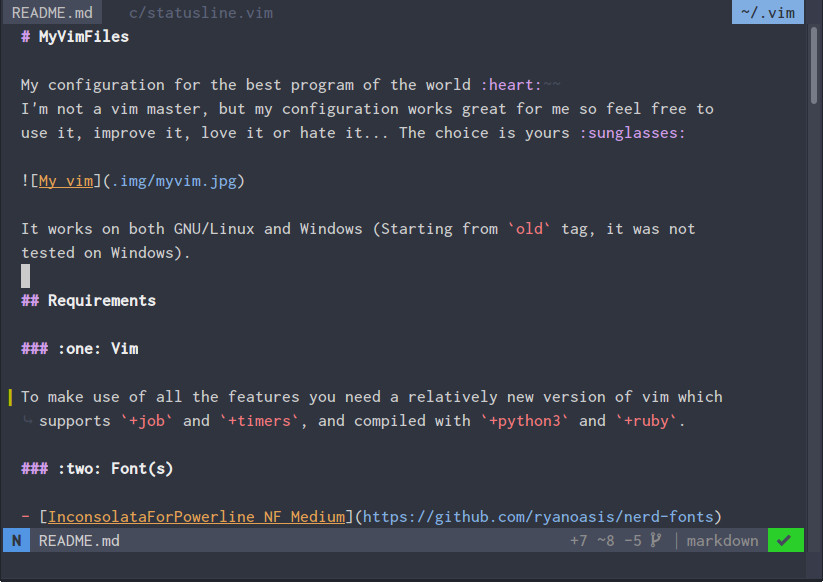 README.md c/statusline.vim ~/.vim
# MyVimFiles
My configuration for the best program of the world :heart:~~
I'm not a vim master, but my configuration works great for me so feel free to
use it, improve it, love it or hate it... The choice is yours :sunglasses:
![My vim](.img/myvim.jpg)
It works on both GNU/Linux and Windows (Starting from `old` tag, it was not
tested on Windows).
## Requirements
### :one: Vim
To make use of all the features you need a relatively new version of vim which
supports `+job` and `+timers`, and compiled with `+python3` and `+ruby`.
### :two: Font(s)
- [InconsolataForPowerline NF Medium](https://github.com/ryanoasis/nerd-fonts)
N README.md +7 ~8 -5 | markdown ✔